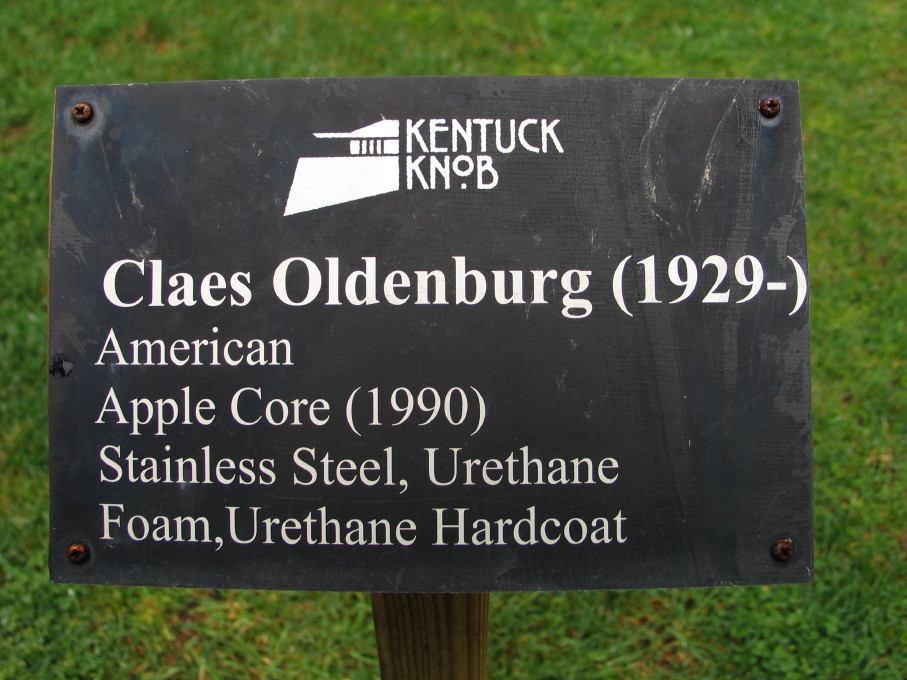 KENTUCK
KNOB
Claes Oldenburg (1929-)
American
Apple Core (1990)
Stainless Steel, Urethane
Foam,Urethane Hardcoat